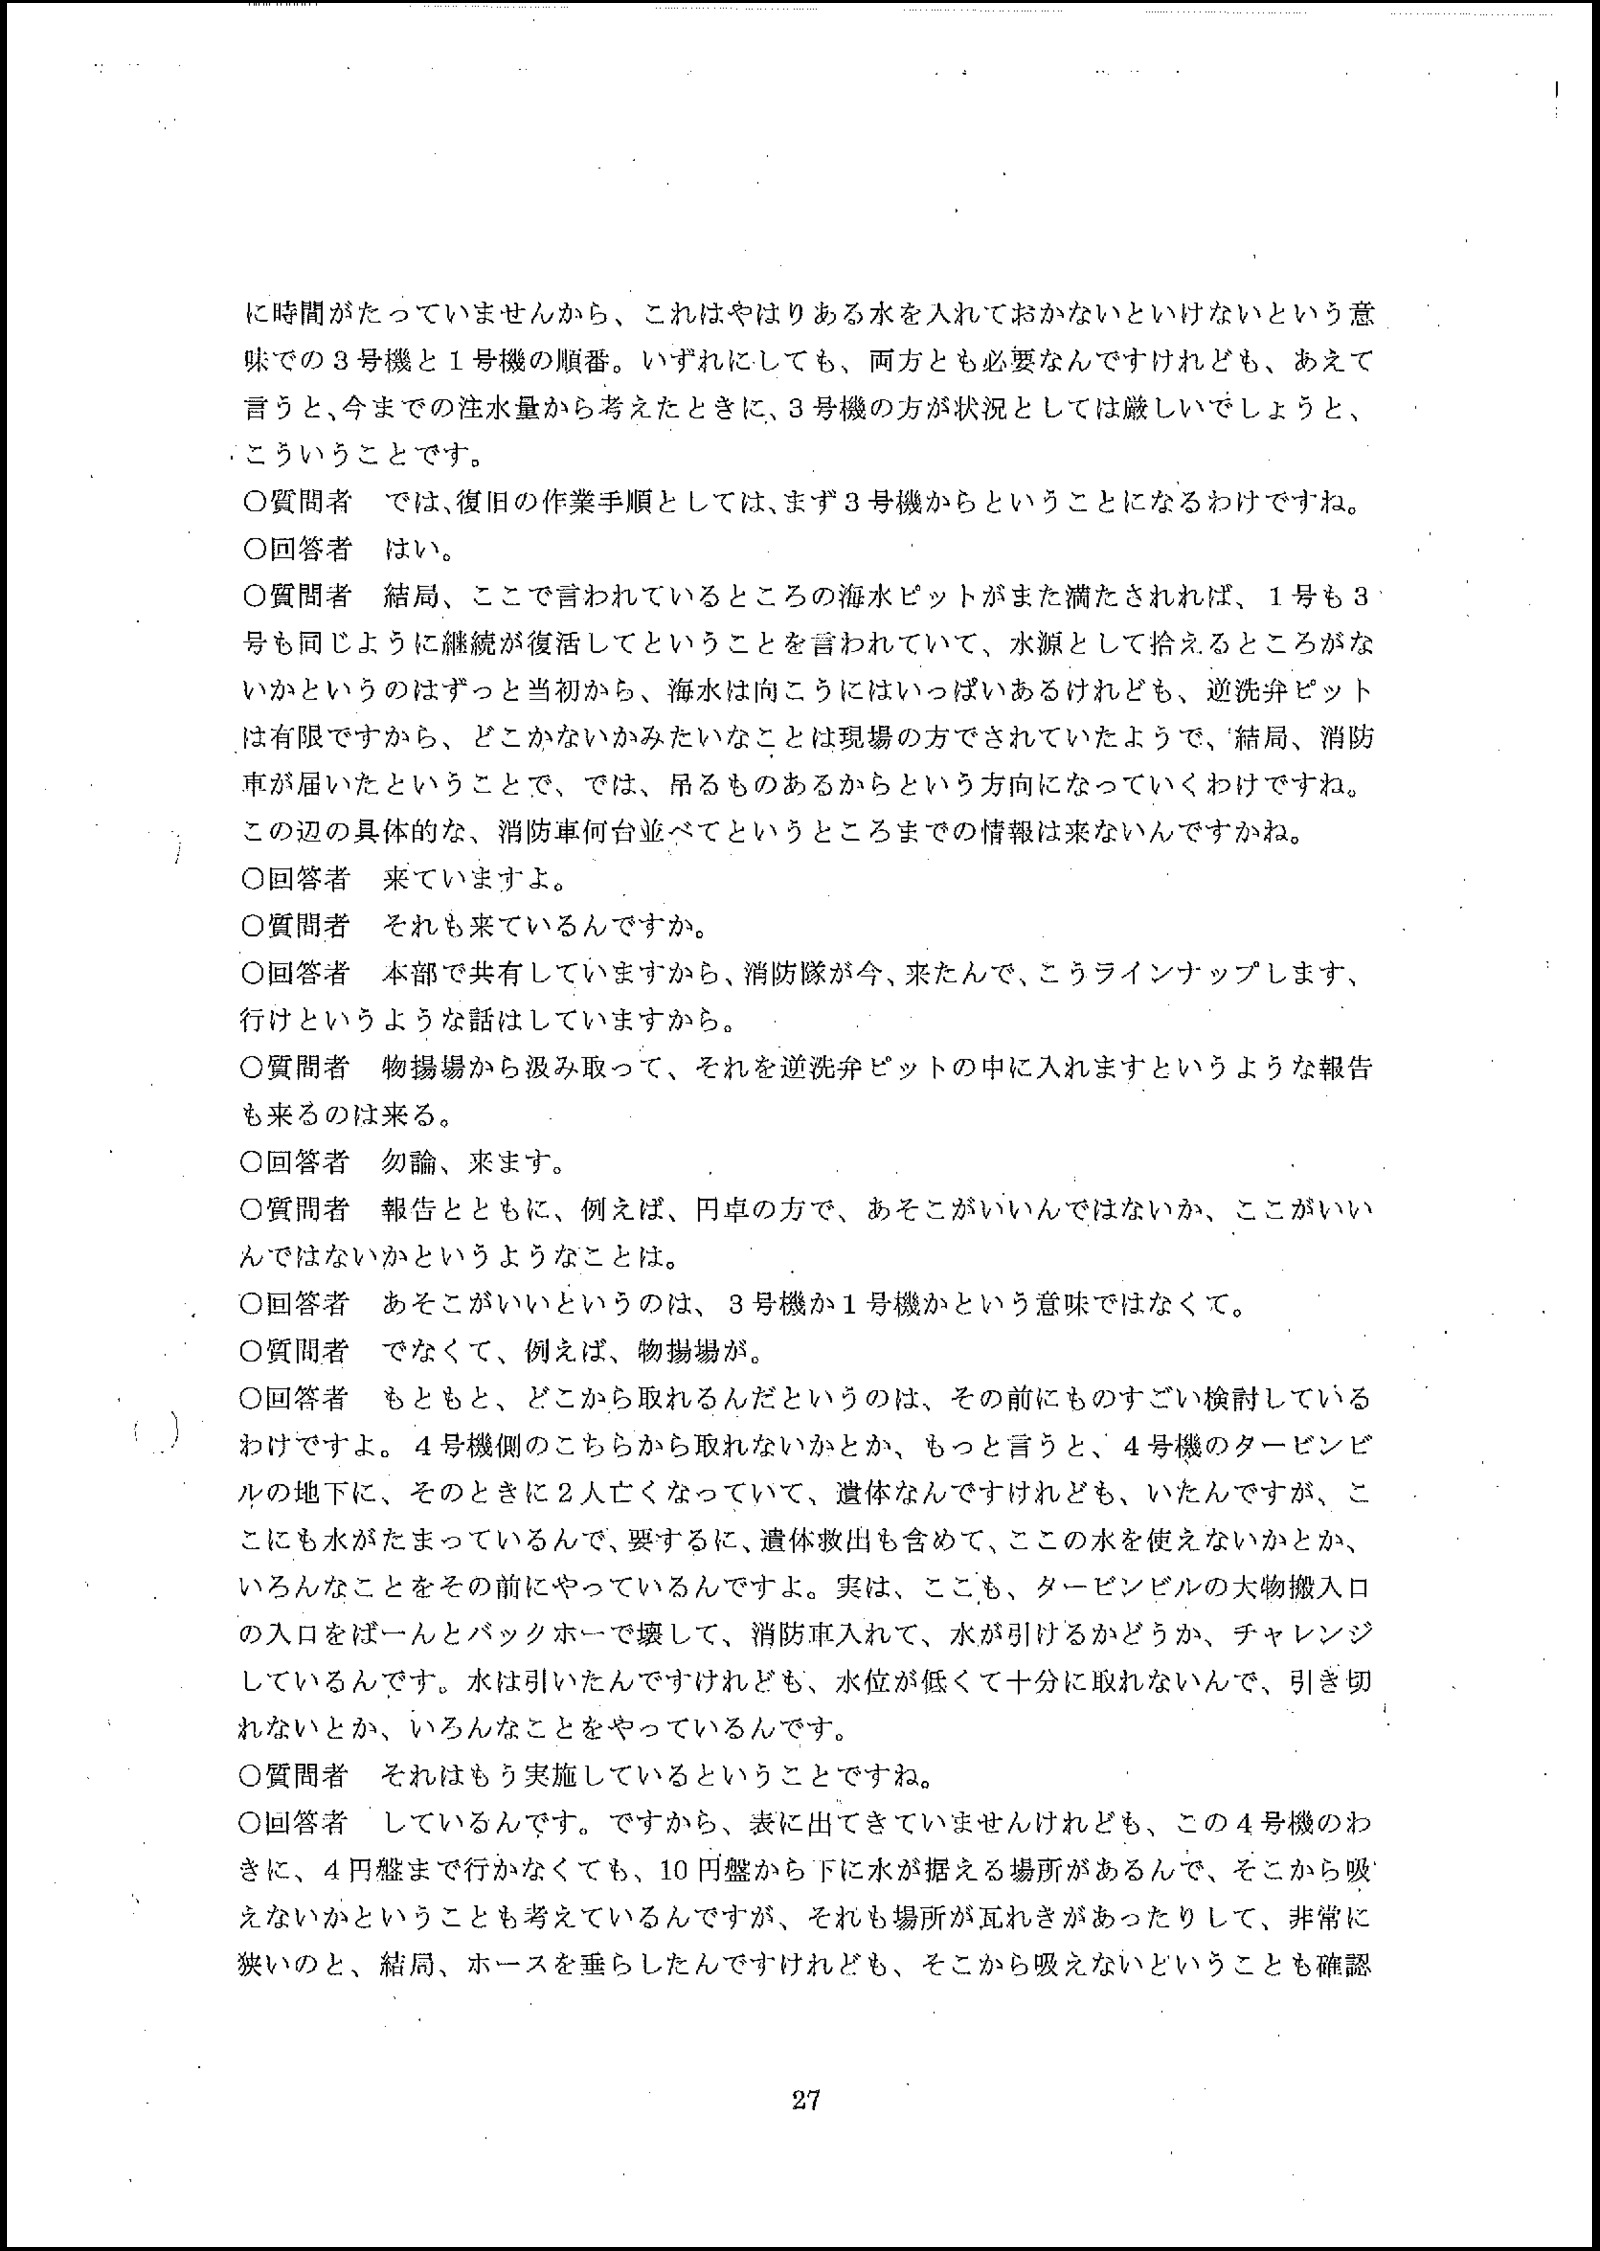 に時間がたっていませんから、これはやはりある水を入れておかないといけないという意
味での３号機と１号機の順番。いずれにしても、両方とも必要なんですけれども、あえて
言うと、今までの注水量から考えたときに、３号機の方が状況としては厳しいでしょうと、
こういうことです。
○質問者　では、復旧の作業手順としては、まず３号機からということになるわけですね。
○回答者　はい。
○質問者　結局、ここで言われているところの海水ピットがまた満たされれば、１号も３
号も同じように継続が復活してということを言われていて、水源として拾えるところがな
いかというのはずっと当初から、海水は向こうにはいっぱいあるけれども、逆洗弁ピット
は有限ですから、どこかないかみたいなことは現場の方でされていたようで、結局、消防
車が届いたということで、では、吊るものあるからという方向になっていくわけですね。
この辺の具体的な、消防車何台並べてというところまでの情報は来ないんですかね。
○回答者　来ていますよ。
○質問者　それも来ているんですか。
○回答者　本部で共有していますから、消防隊が今、来たんで、こうラインナップします、
行けというような話はしていますから。
○質問者　物揚場から汲み取って、それを逆洗弁ピットの中に入れますというような報告
も来るのは来る。
○回答者　勿論、来ます。
○質問者　報告とともに、例えば、円卓の方で、あそこがいいんではないか、ここがいい
んではないかというようなことは。
○回答者　あそこがいいというのは、３号機か１号機かという意味ではなくて。
○質問者　でなくて、例えば、物揚場が。
○回答者　もともと、どこから取れるんだというのは、その前にものすごい検討している
わけですよ。４号機側のこちらから取れないかとか、もっと言うと、４号機のタービンビ
ルの地下に、そのときに２人亡くなっていて、遺体なんですけれども、いたんですが、こ
こにも水がたまっているんで、要するに、遺体救出も含めて、ここの水を使えないかとか、
いろんなことをその前にやっているんですよ。実は、ここも、タービンビルの大物搬入口
の入口をばーんとバックホーで壊して、消防車入れて、水が引けるかどうか、チャレンジ
しているんです。水は引いたんですけれども、水位が低くて十分に取れないんで、引き切
れないとか、いろんなことをやっているんです。
○質問者　それはもう実施しているということですね。
○回答者　しているんです。ですから、表に出てきていませんけれども、この４号機のわ
きに、４円盤まで行かなくても、10 円盤から下に水が据える場所があるんで、そこから吸
えないかということも考えているんですが、それも場所が瓦れきがあったりして、非常に
狭いのと、結局、ホースを垂らしたんですけれども、そこから吸えないということも確認
27